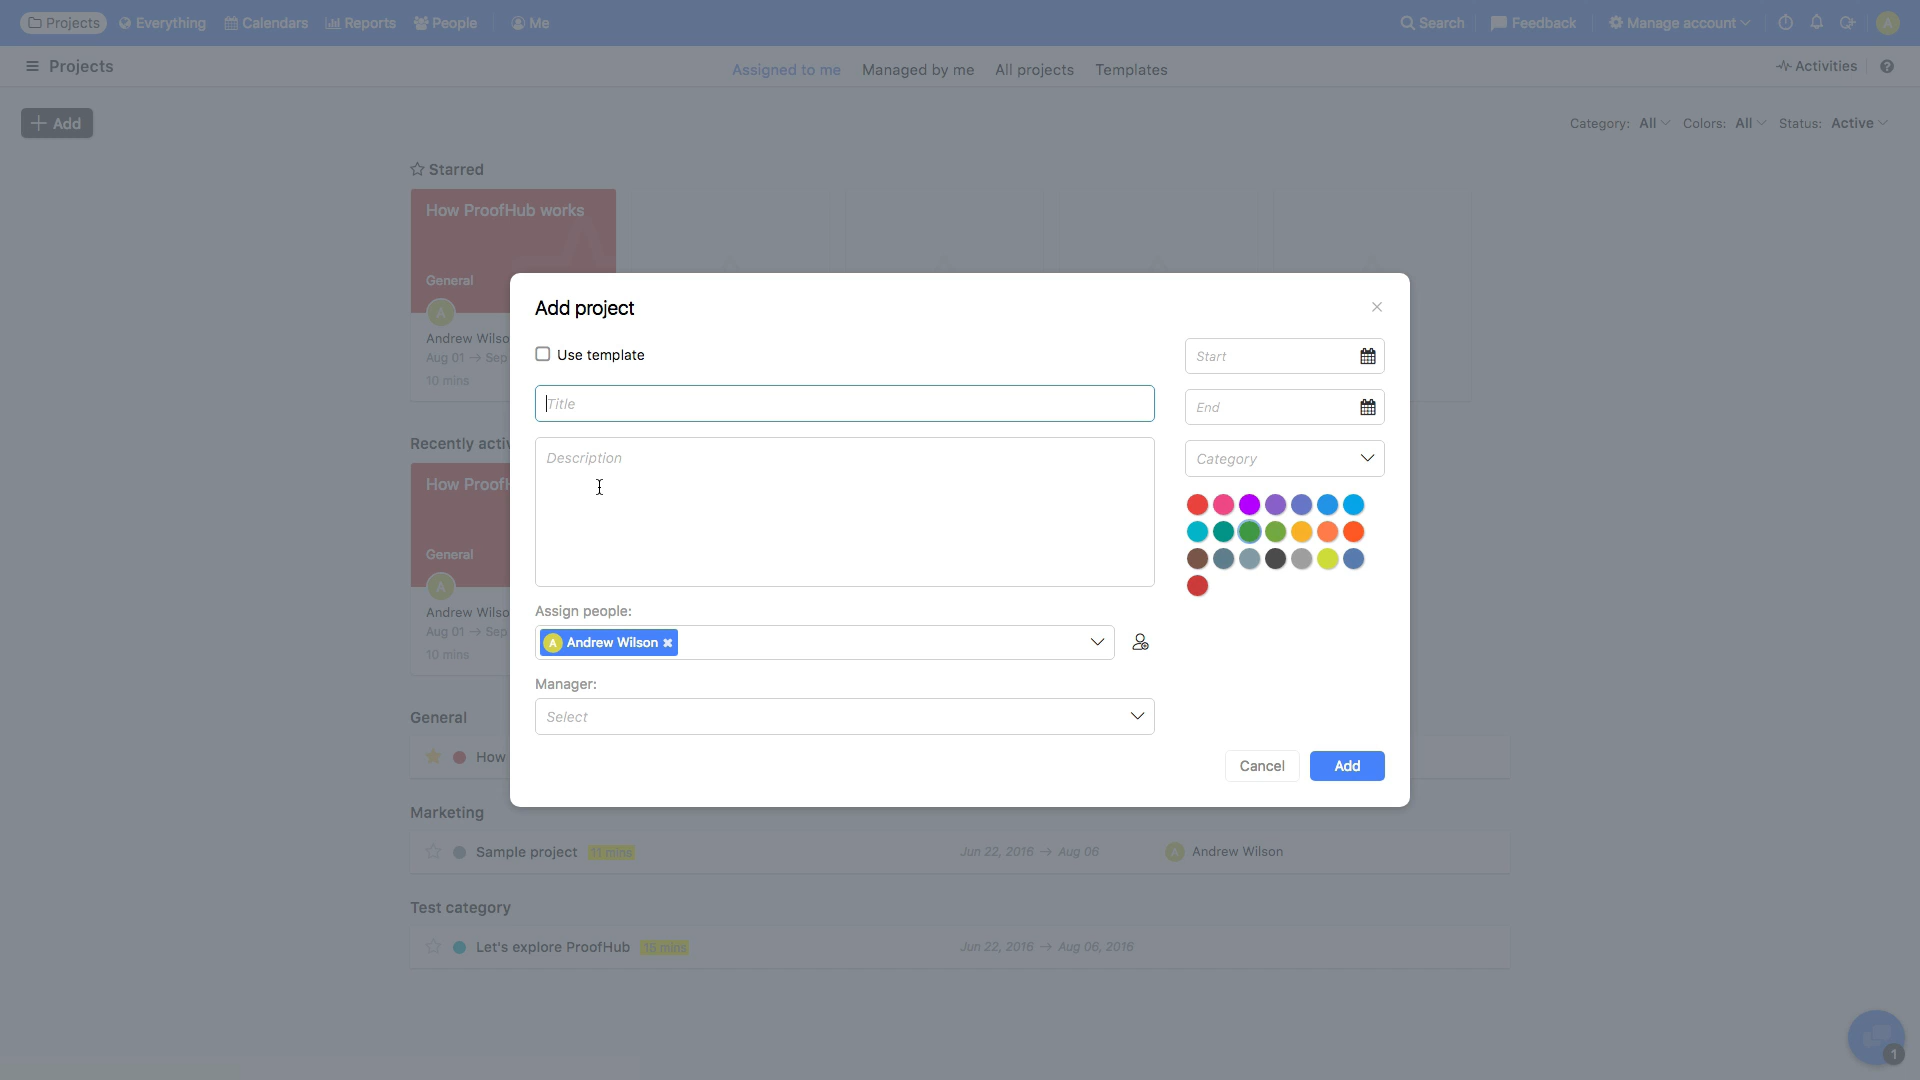 Projects Everything Calendars Reports People Me Search Feedback Manage account A
Projects Assigned to me Managed by me All projects Templates Activities ?
+ Add Category: All Colors: All Status: Active
Starred
How ProofHub works
General
A
Andrew Wilso
Aug 01 → Sep
10 mins
Add project
Use template
Title
Description
Assign people:
A Andrew Wilson
Manager:
Select
Start
End
Category
Cancel Add
Recently activ
How ProofH
General
A
Andrew Wilso
Aug 01 → Sep
10 mins
General
How
Marketing
Sample project 11 mins Jun 22, 2016 → Aug 06 A Andrew Wilson
Test category
Let's explore ProofHub 15 mins Jun 22, 2016 → Aug 06, 2016
1